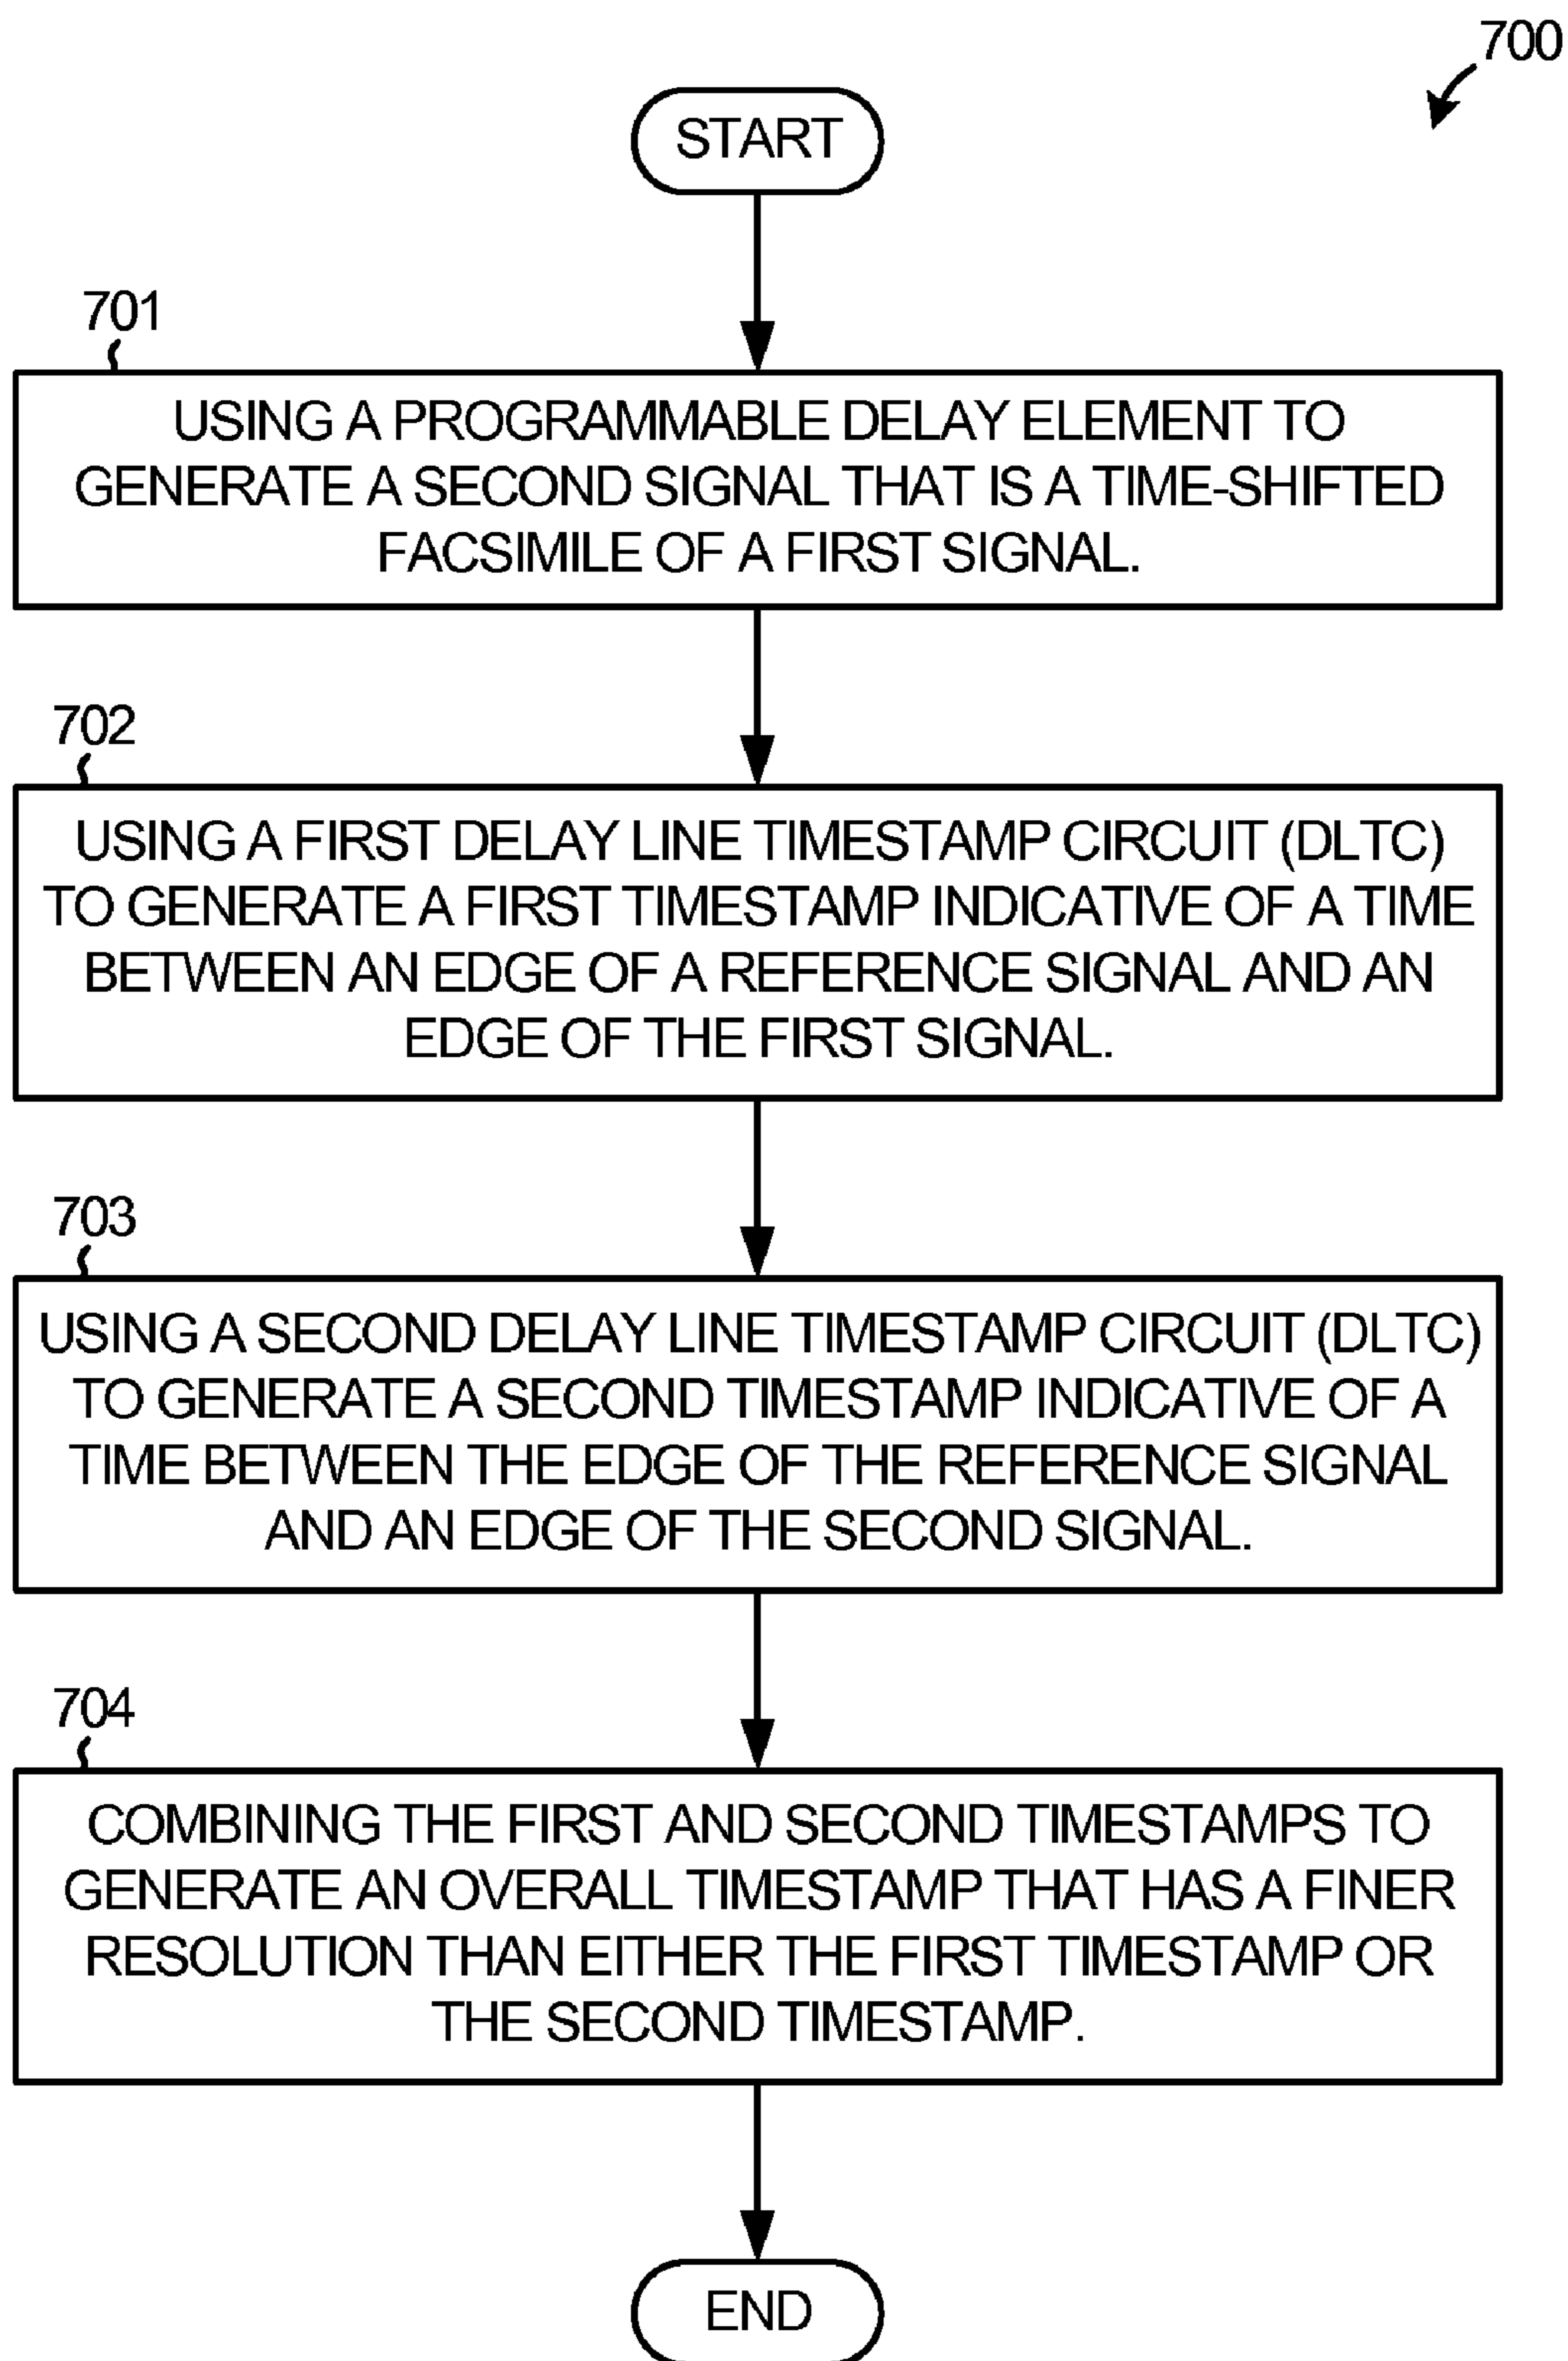 700
START
701
USING A PROGRAMMABLE DELAY ELEMENT TO
GENERATE A SECOND SIGNAL THAT IS A TIME-SHIFTED
FACSIMILE OF A FIRST SIGNAL.
702
USING A FIRST DELAY LINE TIMESTAMP CIRCUIT (DLTC)
TO GENERATE A FIRST TIMESTAMP INDICATIVE OF A TIME
BETWEEN AN EDGE OF A REFERENCE SIGNAL AND AN
EDGE OF THE FIRST SIGNAL.
703
USING A SECOND DELAY LINE TIMESTAMP CIRCUIT (DLTC)
TO GENERATE A SECOND TIMESTAMP INDICATIVE OF A
TIME BETWEEN THE EDGE OF THE REFERENCE SIGNAL
AND AN EDGE OF THE SECOND SIGNAL.
704
COMBINING THE FIRST AND SECOND TIMESTAMPS TO
GENERATE AN OVERALL TIMESTAMP THAT HAS A FINER
RESOLUTION THAN EITHER THE FIRST TIMESTAMP OR
THE SECOND TIMESTAMP.
END